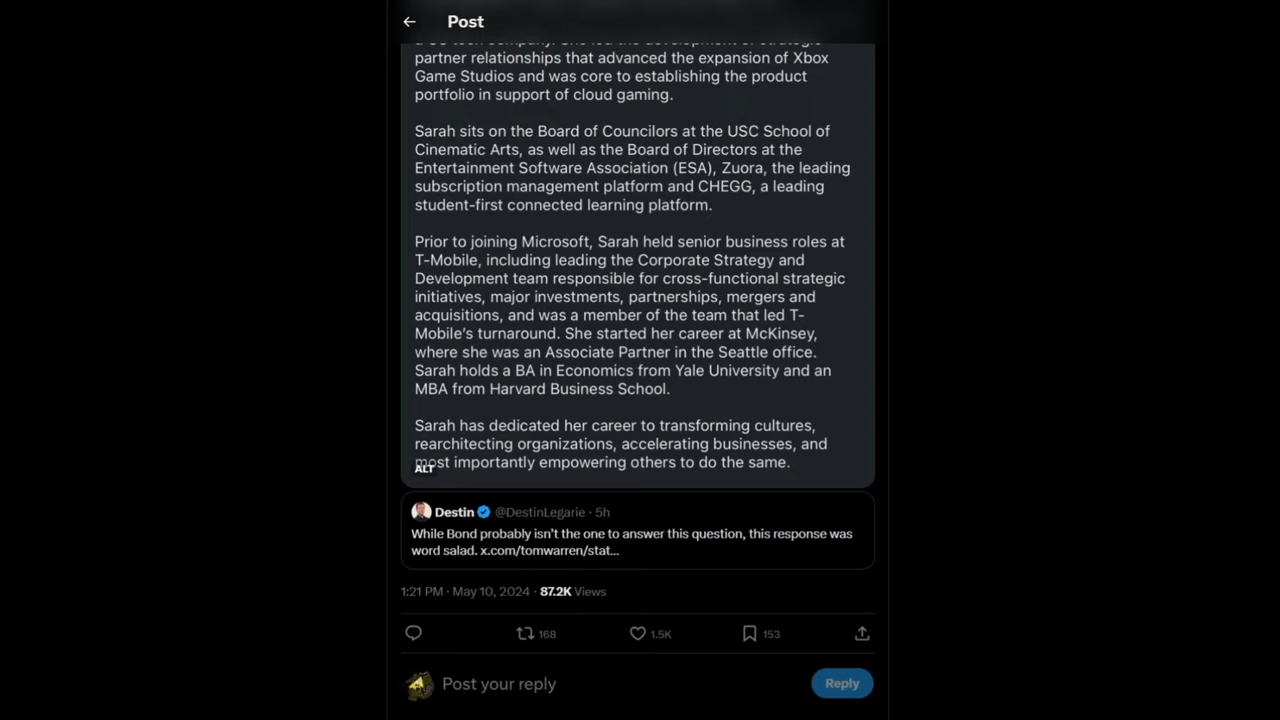 Post
partner relationships that advanced the expansion of Xbox
Game Studios and was core to establishing the product
portfolio in support of cloud gaming.
Sarah sits on the Board of Councilors at the USC School of
Cinematic Arts, as well as the Board of Directors at the
Entertainment Software Association (ESA), Zuora, the leading
subscription management platform and CHEGG, a leading
student-first connected learning platform.
Prior to joining Microsoft, Sarah held senior business roles at
T-Mobile, including leading the Corporate Strategy and
Development team responsible for cross-functional strategic
initiatives, major investments, partnerships, mergers and
acquisitions, and was a member of the team that led T-
Mobile’s turnaround. She started her career at McKinsey,
where she was an Associate Partner in the Seattle office.
Sarah holds a BA in Economics from Yale University and an
MBA from Harvard Business School.
Sarah has dedicated her career to transforming cultures,
rearchitecting organizations, accelerating businesses, and
most importantly empowering others to do the same.
ALT
Destin @DestinLegarie · 5h
While Bond probably isn’t the one to answer this question, this response was
word salad. x.com/tomwarren/stat...
1:21 PM · May 10, 2024 · 87.2K Views
168 1.5K 153
Post your reply Reply